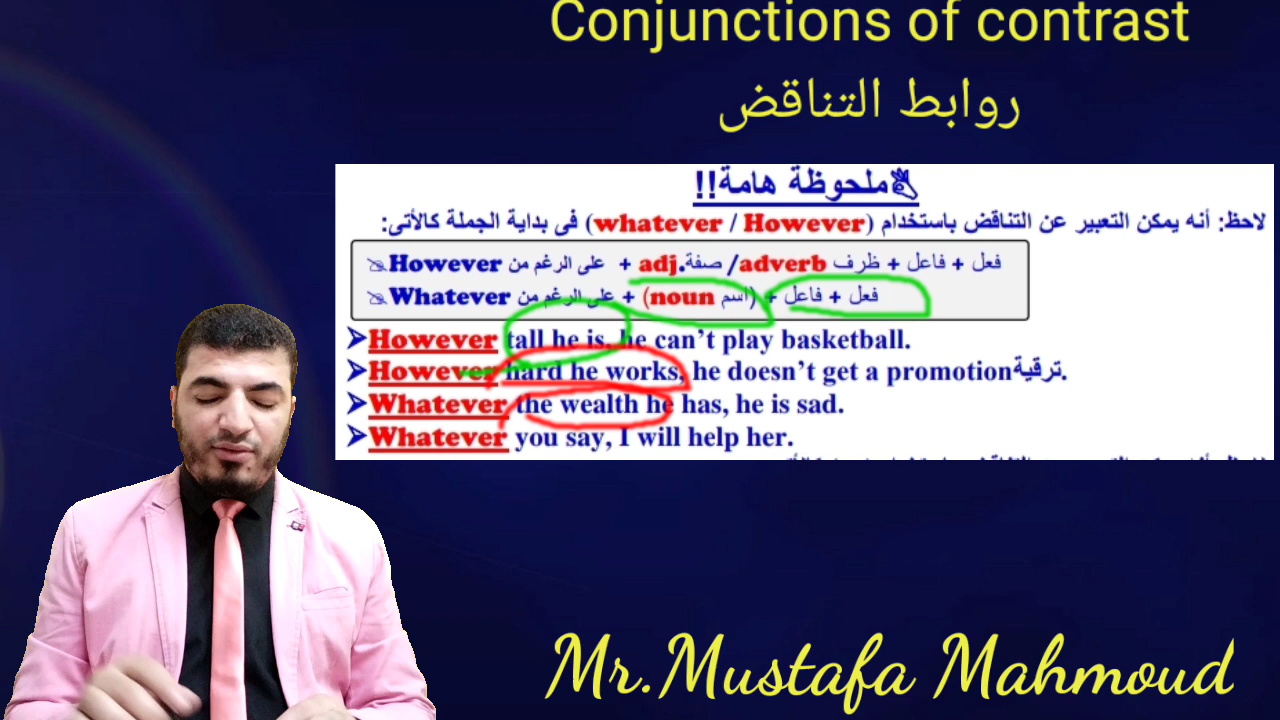 Conjunctions of contrast
روابط التناقض
ملحوظة هامة!!
لاحظ: أنه يمكن التعبير عن التناقض باستخدام (whatever / However) فى بداية الجملة كالأتى:
However على الرغم من + adj.صفة /adverb ظرف + فاعل + فعل
Whatever على الرغم من + (noun اسم) + فاعل + فعل
However tall he is, he can't play basketball.
However hard he works, he doesn't get a promotionترقية.
Whatever the wealth he has, he is sad.
Whatever you say, I will help her.
Mr.Mustafa Mahmoud